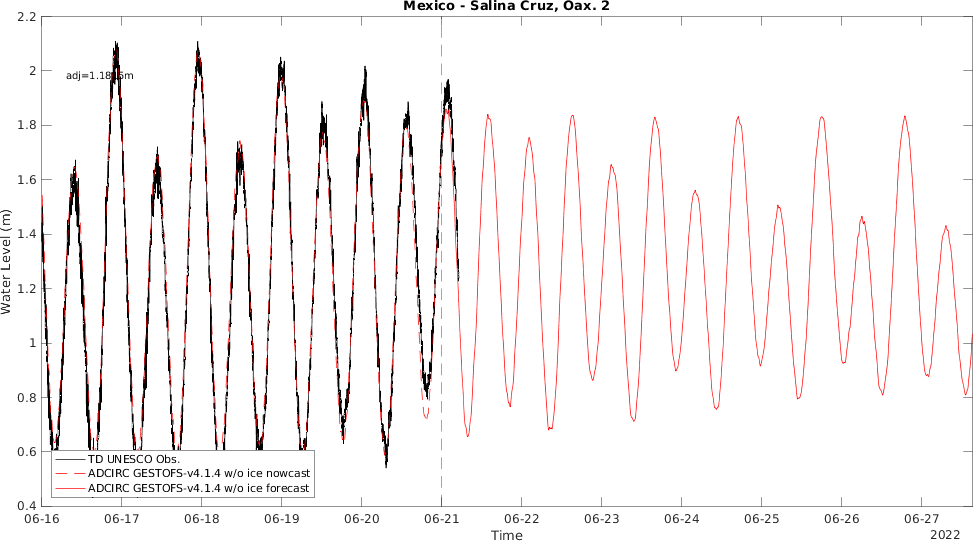 Mexico - Salina Cruz, Oax. 2
2.2
2
1.8
1.6
1.4
1.2
1
0.8
0.6
0.4
Water Level (m)
TD UNESCO Obs.
ADCIRC GESTOFS-v4.1.4 w/o ice nowcast
ADCIRC GESTOFS-v4.1.4 w/o ice forecast
06-16 06-17 06-18 06-19 06-20 06-21 06-22 06-23 06-24 06-25 06-26 06-27
Time
2022